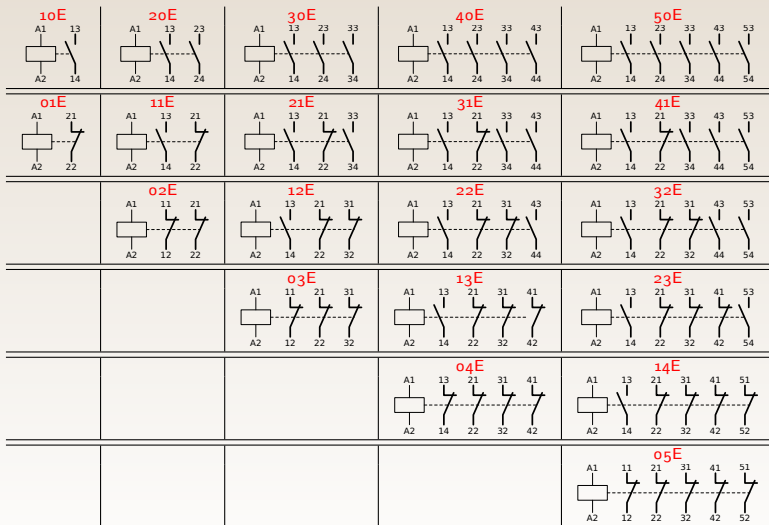 10E 20E 30E 40E 50E
A1 13 A1 13 23 A1 13 23 33 A1 13 23 33 43 A1 13 23 33 43 53
A2 14 A2 14 24 A2 14 24 34 A2 14 24 34 44 A2 14 24 34 44 54
01E 11E 21E 31E 41E
A1 21 A1 13 21 A1 13 21 33 A1 13 21 33 43 A1 13 21 33 43 53
A2 22 A2 14 22 A2 14 22 34 A2 14 22 34 44 A2 14 22 34 44 54
02E 12E 22E 32E
A1 11 21 A1 13 21 31 A1 13 21 31 43 A1 13 21 31 43 53
A2 12 22 A2 14 22 32 A2 14 22 32 44 A2 14 22 32 44 54
03E 13E 23E
A1 11 21 31 A1 13 21 31 41 A1 13 21 31 41 53
A2 12 22 32 A2 14 22 32 42 A2 14 22 32 42 54
04E 14E
A1 13 21 31 41 A1 13 21 31 41 51
A2 14 22 32 42 A2 14 22 32 42 52
05E
A1 11 21 31 41 51
A2 12 22 32 42 52